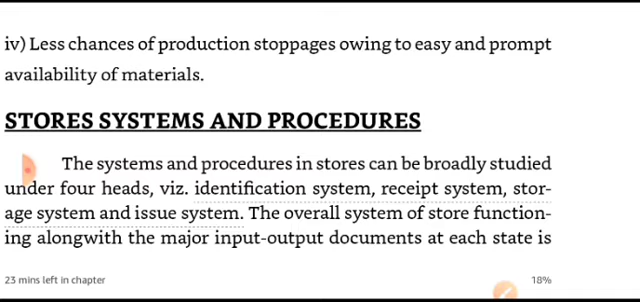 iv) Less chances of production stoppages owing to easy and prompt
availability of materials.
STORES SYSTEMS AND PROCEDURES
The systems and procedures in stores can be broadly studied
under four heads, viz. identification system, receipt system, stor-
age system and issue system. The overall system of store function-
ing alongwith the major input-output documents at each state is
23 mins left in chapter
18%